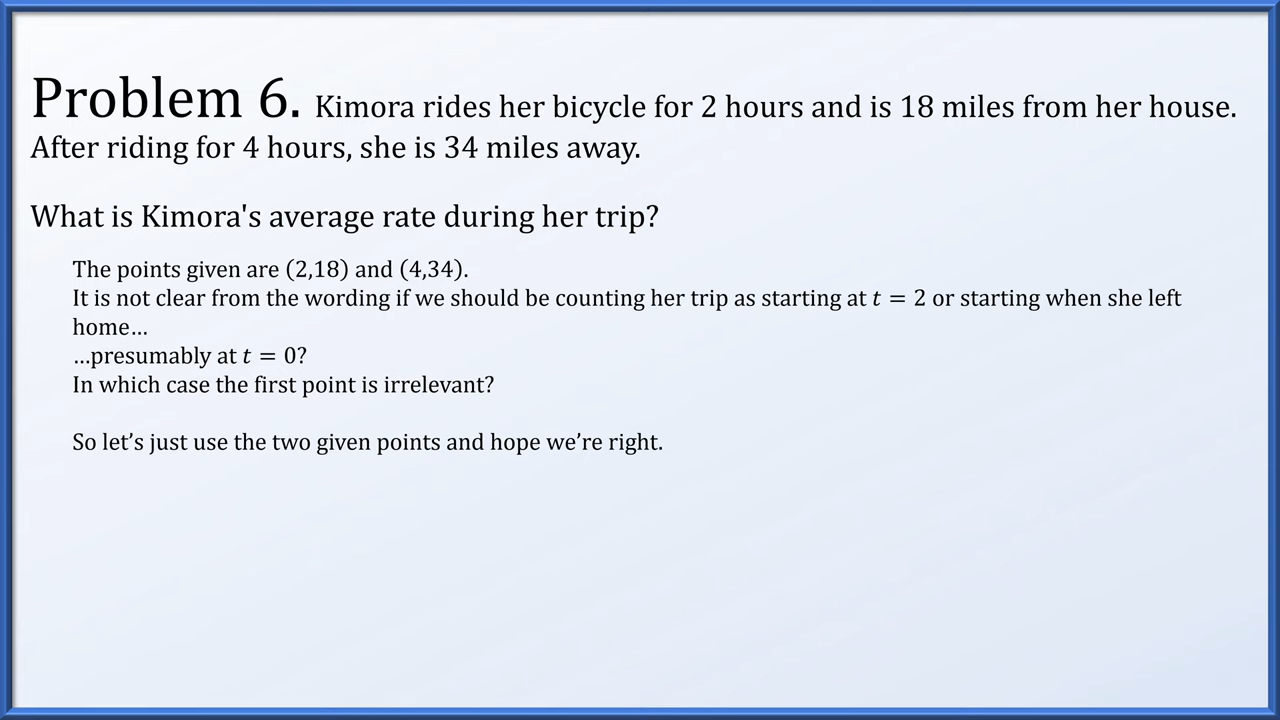 Problem 6. Kimora rides her bicycle for 2 hours and is 18 miles from her house.
After riding for 4 hours, she is 34 miles away.
What is Kimora's average rate during her trip?
The points given are (2,18) and (4,34).
It is not clear from the wording if we should be counting her trip as starting at t = 2 or starting when she left
home…
…presumably at t = 0?
In which case the first point is irrelevant?
So let’s just use the two given points and hope we’re right.